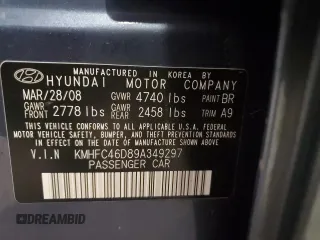 MANUFACTURED IN KOREA BY
HYUNDAI MOTOR COMPANY
MAR/28/08 GVWR 4740 lbs PAINT BR
GAWR FRONT 2778 lbs GAWR REAR 2458 lbs TRIM A9
THIS VEHICLE CONFORMS TO ALL APPLICABLE FEDERAL MOTOR
VEHICLE SAFETY, BUMPER, AND THEFT PREVENTION STANDARDS
IN EFFECT ON THE DATE OF MANUFACTURE SHOWN ABOVE.
V.I.N KMHFC46D89A349297
PASSENGER CAR
DREAMBID